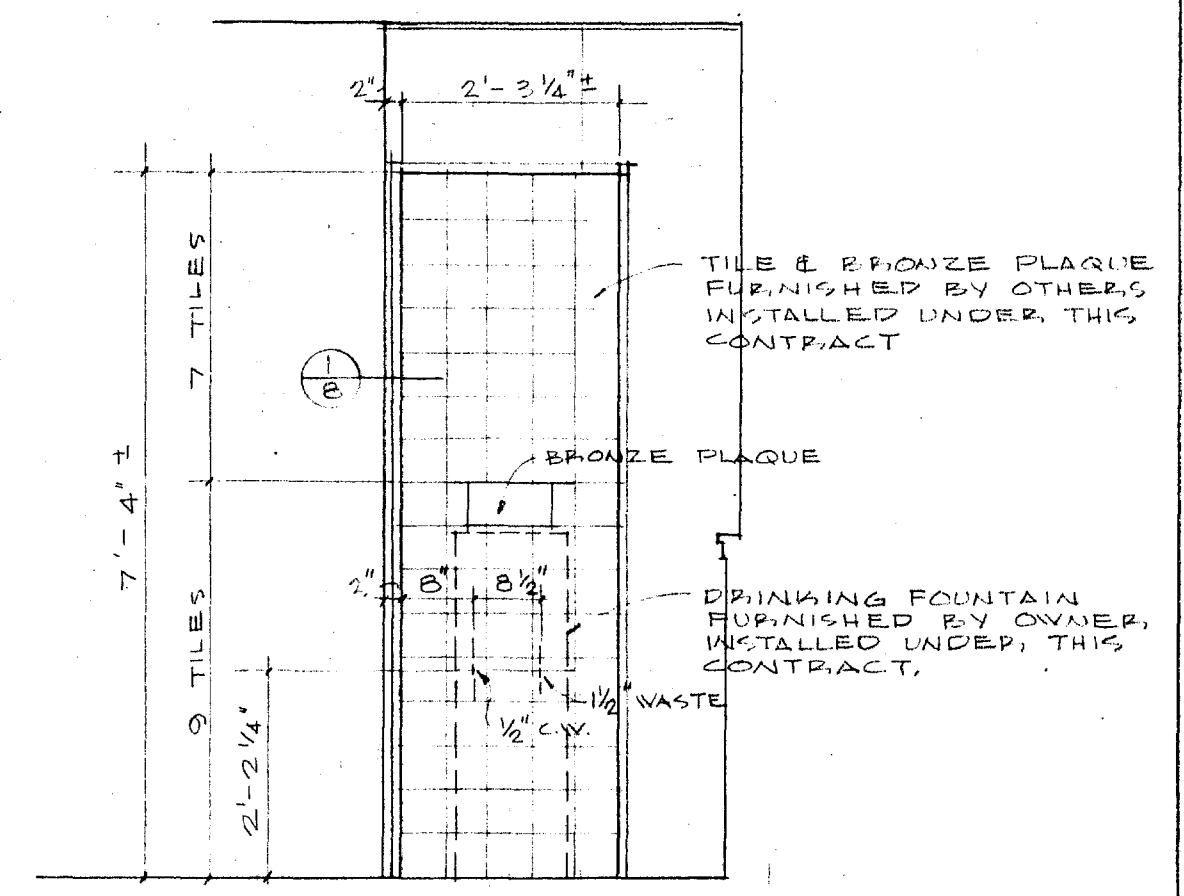 2"
2'-3 1/4" ±
TILE & BRONZE PLAQUE
FURNISHED BY OTHERS
INSTALLED UNDER THIS
CONTRACT
7 TILES
1
8
BRONZE PLAQUE
7'-4" ±
2"
8"
8 1/2"
DRINKING FOUNTAIN
FURNISHED BY OWNER,
INSTALLED UNDER, THIS
CONTRACT.
9 TILES
1 1/2" WASTE
1/2" C.W.
2'-2 1/4"